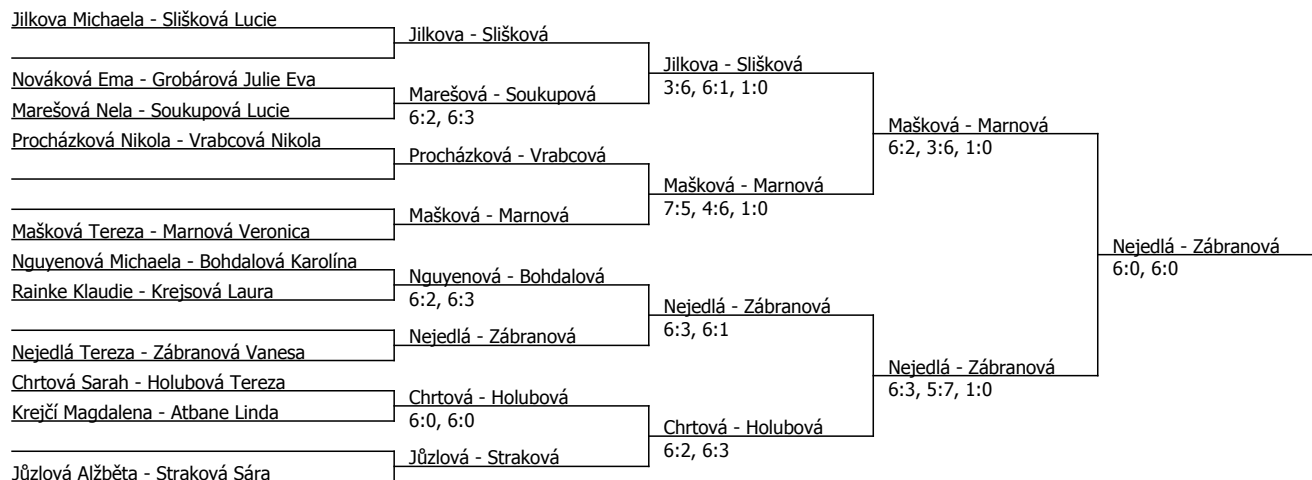 Jilkova Michaela - Slišková Lucie
Nováková Ema - Grobárová Julie Eva
Marešová Nela - Soukupová Lucie
Procházková Nikola - Vrabcová Nikola
Mašková Tereza - Marnová Veronica
Nguyenová Michaela - Bohdalová Karolína
Rainke Klaudie - Krejsová Laura
Nejedlá Tereza - Zábranová Vanesa
Chrtová Sarah - Holubová Tereza
Krejčí Magdalena - Atbane Linda
Jůzlová Alžběta - Straková Sára
Jilkova - Slišková
Marešová - Soukupová
6:2, 6:3
Procházková - Vrabcová
Mašková - Marnová
Nguyenová - Bohdalová
6:2, 6:3
Nejedlá - Zábranová
Chrtová - Holubová
6:0, 6:0
Jůzlová - Straková
Jilkova - Slišková
3:6, 6:1, 1:0
Mašková - Marnová
7:5, 4:6, 1:0
Nejedlá - Zábranová
6:3, 6:1
Chrtová - Holubová
6:2, 6:3
Mašková - Marnová
6:2, 3:6, 1:0
Nejedlá - Zábranová
6:3, 5:7, 1:0
Nejedlá - Zábranová
6:0, 6:0